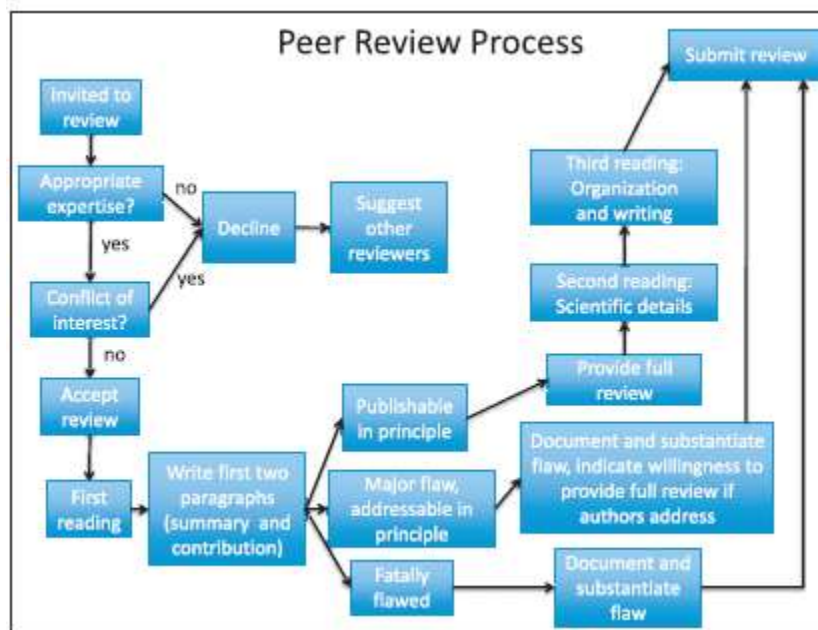 Peer Review Process
Submit review
Invited to
review
Appropriate
expertise?
no
yes
Decline
Suggest
other
reviewers
Conflict of
interest?
yes
no
Accept
review
First
reading
Write first two
paragraphs
(summary and
contribution)
Publishable
in principle
Provide full
review
Second reading:
Scientific details
Third reading:
Organization
and writing
Major flaw,
addressable in
principle
Document and substantiate
flaw, indicate willingness to
provide full review if
authors address
Fatally
flawed
Document and
substantiate
flaw